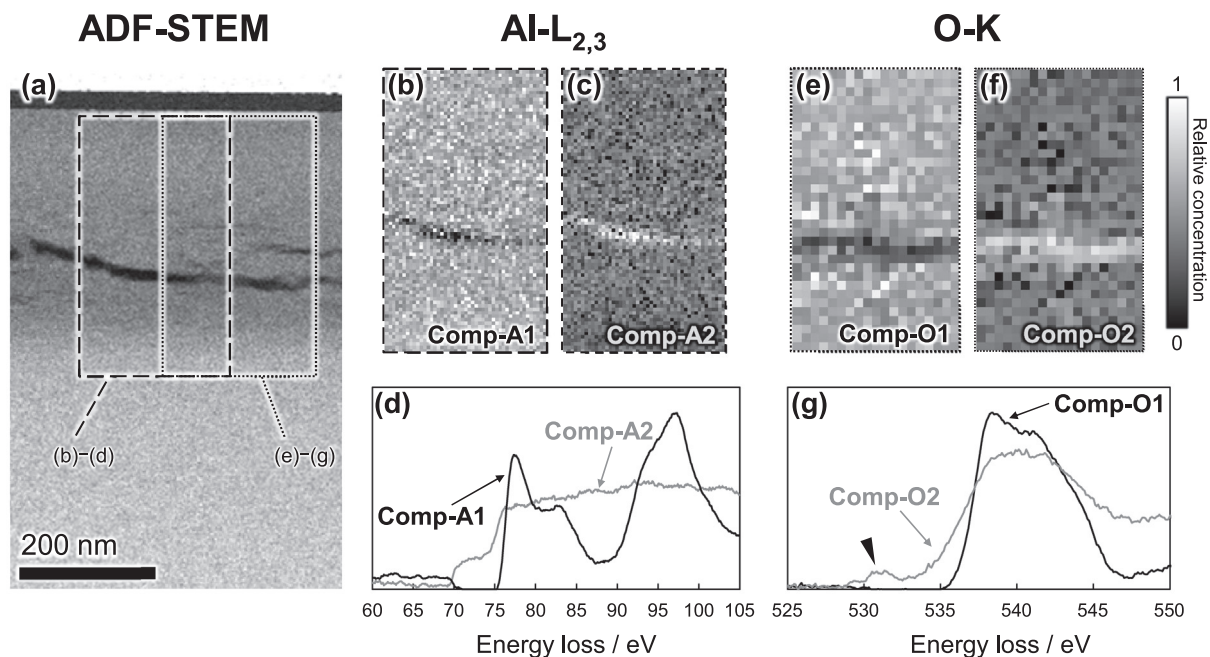 ADF-STEM
Al-L2,3
O-K
(a)
(b)
(c)
(e)
(f)
1
Relative concentration
0
Comp-A1
Comp-A2
Comp-O1
Comp-O2
(b)–(d)
(e)–(g)
200 nm
(d)
Comp-A2
Comp-A1
60 65 70 75 80 85 90 95 100 105
Energy loss / eV
(g)
Comp-O1
Comp-O2
525 530 535 540 545 550
Energy loss / eV